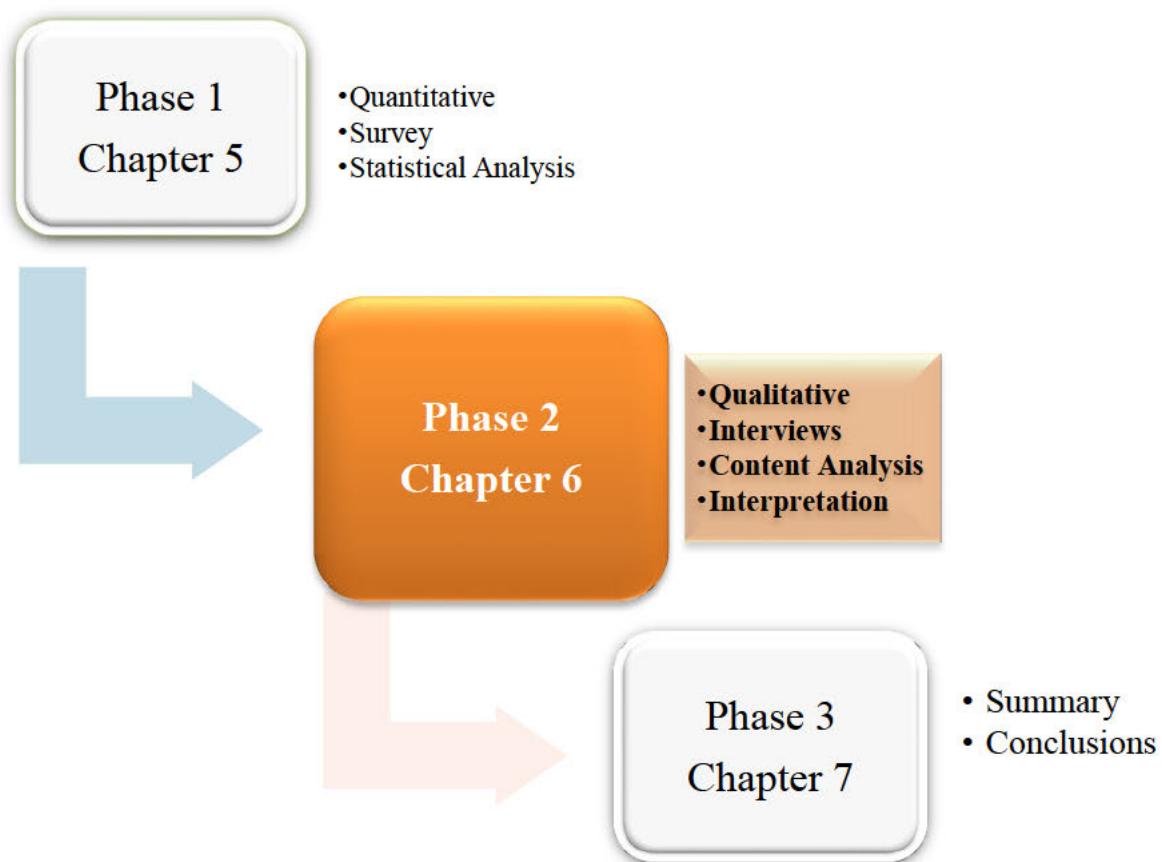 Phase 1
Chapter 5
•Quantitative
•Survey
•Statistical Analysis
Phase 2
Chapter 6
•Qualitative
•Interviews
•Content Analysis
•Interpretation
Phase 3
Chapter 7
• Summary
• Conclusions